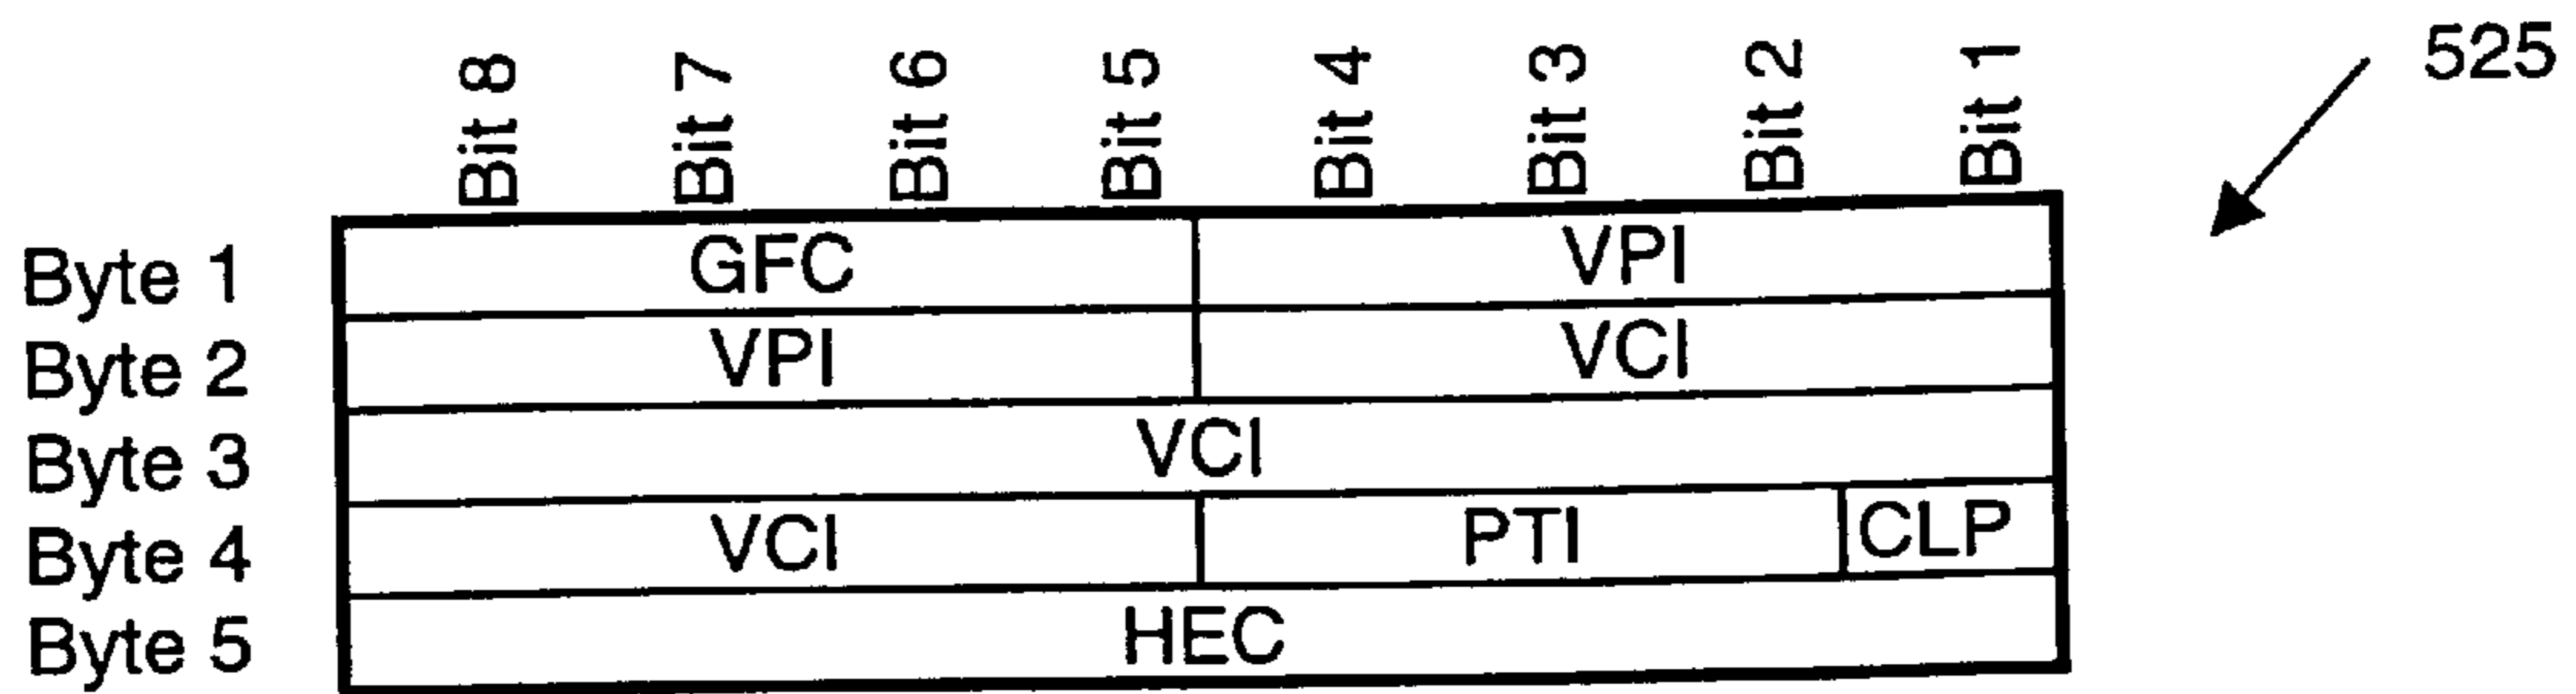 Bit 8 Bit 7 Bit 6 Bit 5 Bit 4 Bit 3 Bit 2 Bit 1 525
Byte 1 GFC VPI
Byte 2 VPI VCI
Byte 3 VCI
Byte 4 VCI PTI CLP
Byte 5 HEC